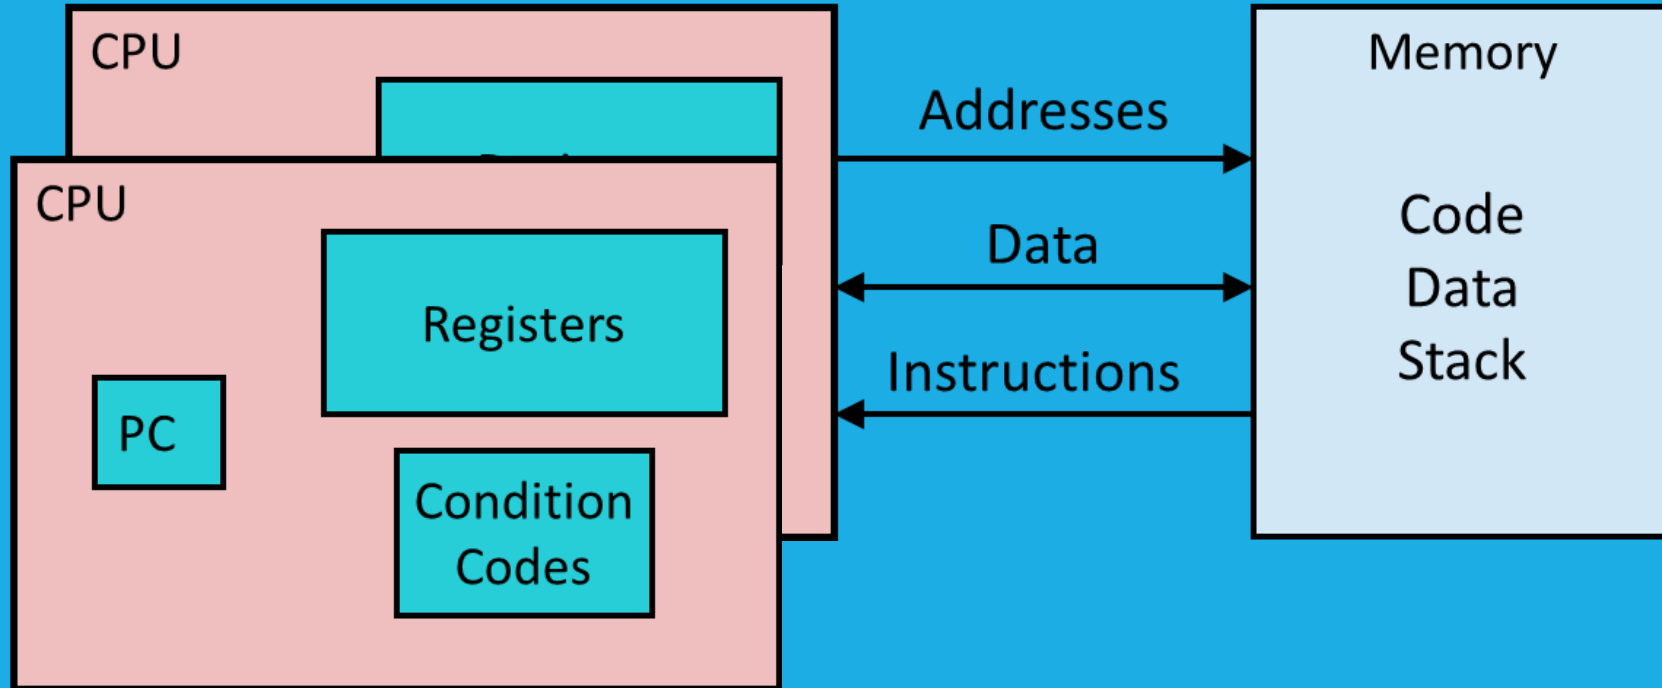 CPU
CPU
Registers
PC
Condition
Codes
Addresses
Data
Instructions
Memory
Code
Data
Stack